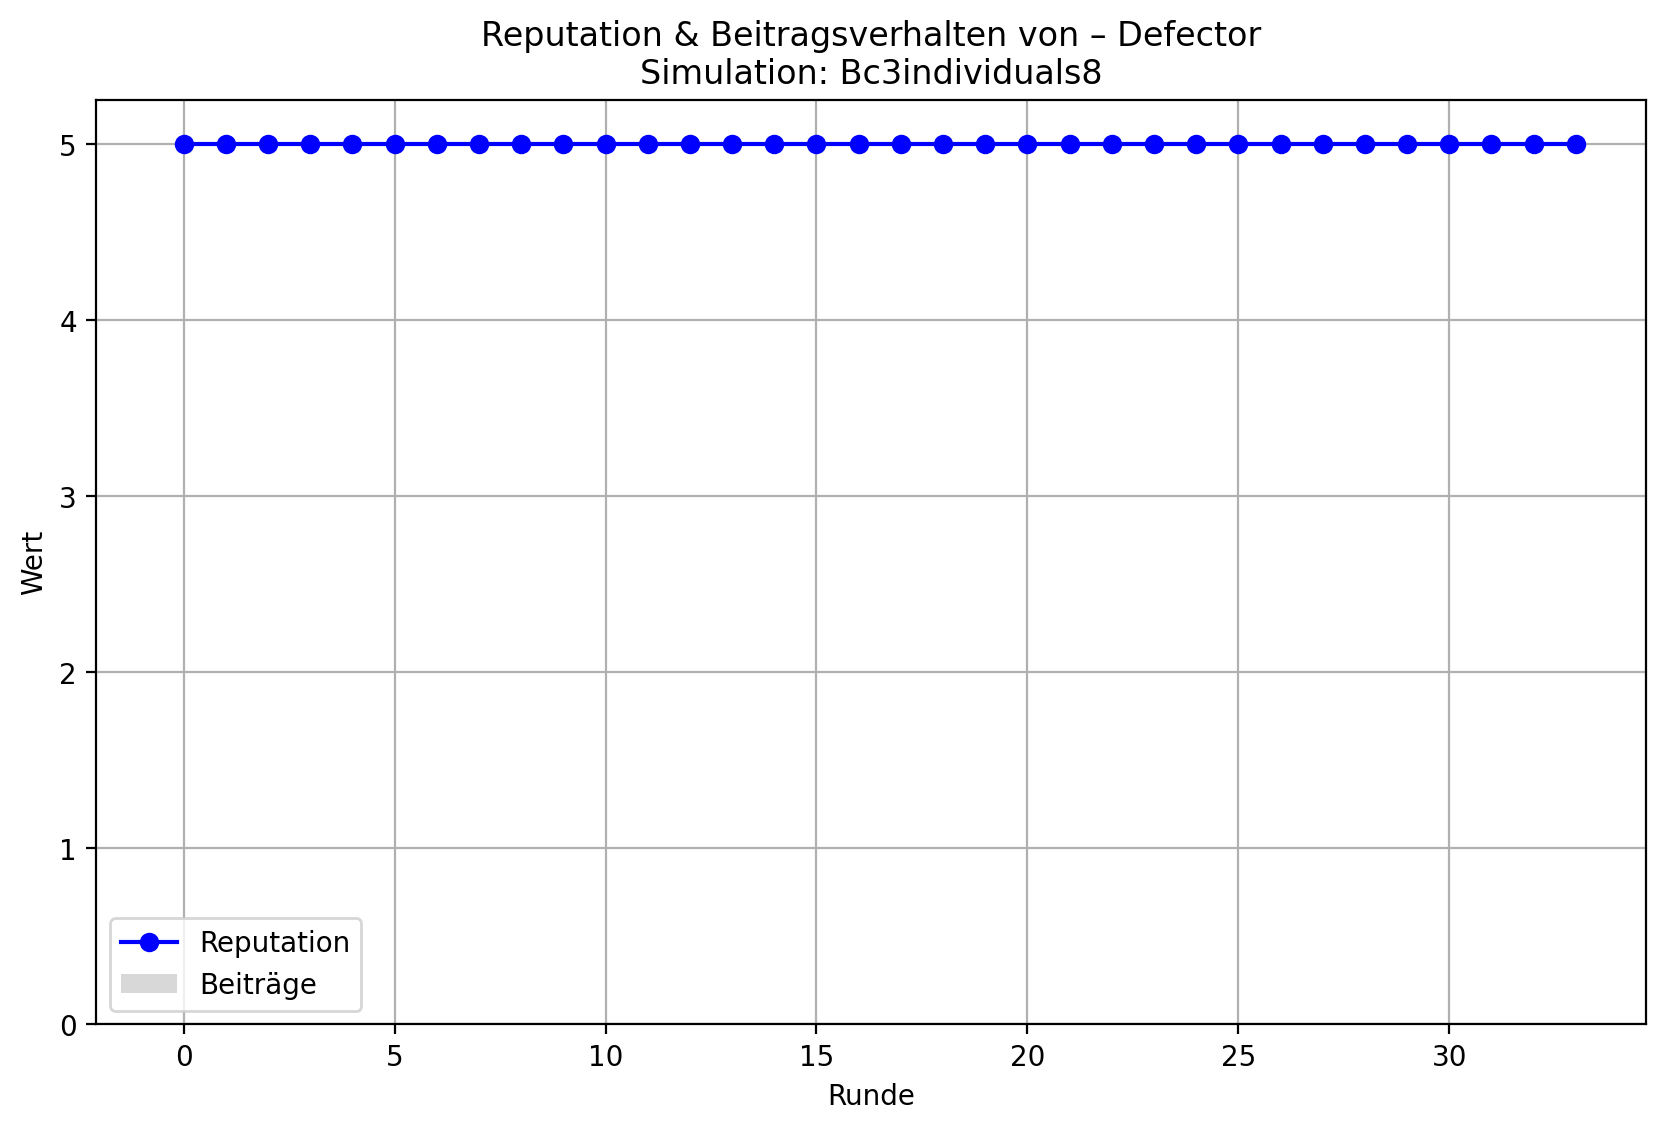 Reputation & Beitragsverhalten von – Defector
Simulation: Bc3individuals8
Wert
5
4
3
2
1
0
Reputation
Beiträge
0 5 10 15 20 25 30
Runde